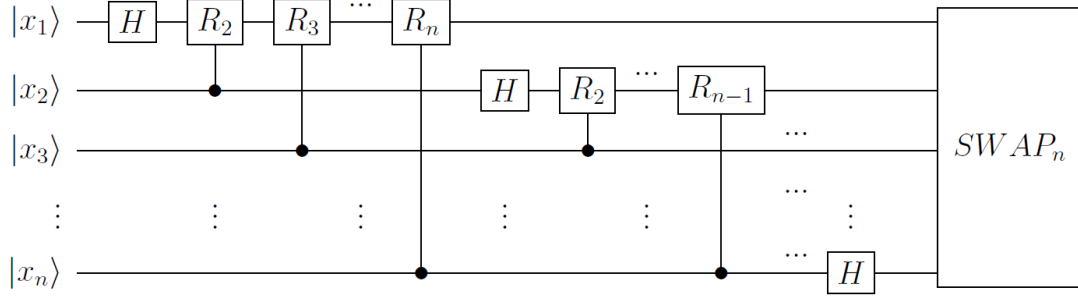 |x₁⟩ H R₂ R₃ ... Rₙ
|x₂⟩ H R₂ ... Rₙ₋₁
|x₃⟩ ... SWAPₙ
⋮ ⋮ ⋮ ⋮ ⋮ ... ⋮
|xₙ⟩ ... H